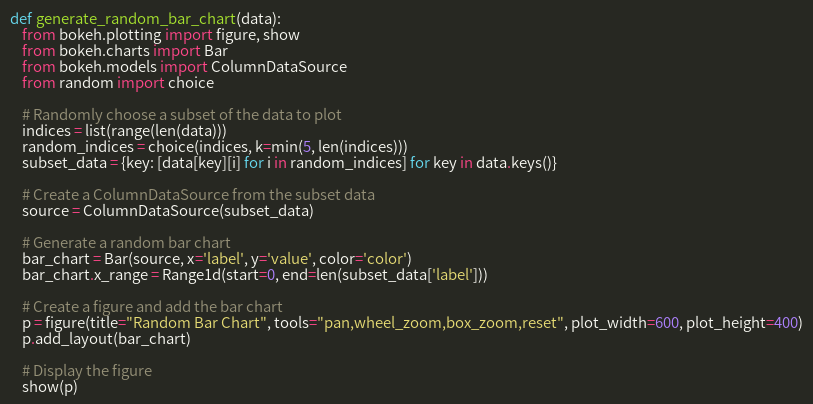 def generate_random_bar_chart(data):
from bokeh.plotting import figure, show
from bokeh.charts import Bar
from bokeh.models import ColumnDataSource
from random import choice
# Randomly choose a subset of the data to plot
indices = list(range(len(data)))
random_indices = choice(indices, k=min(5, len(indices)))
subset_data = {key: [data[key][i] for i in random_indices] for key in data.keys()}
# Create a ColumnDataSource from the subset data
source = ColumnDataSource(subset_data)
# Generate a random bar chart
bar_chart = Bar(source, x='label', y='value', color='color')
bar_chart.x_range = Range1d(start=0, end=len(subset_data['label']))
# Create a figure and add the bar chart
p = figure(title="Random Bar Chart", tools="pan,wheel_zoom,box_zoom,reset", plot_width=600, plot_height=400)
p.add_layout(bar_chart)
# Display the figure
show(p)